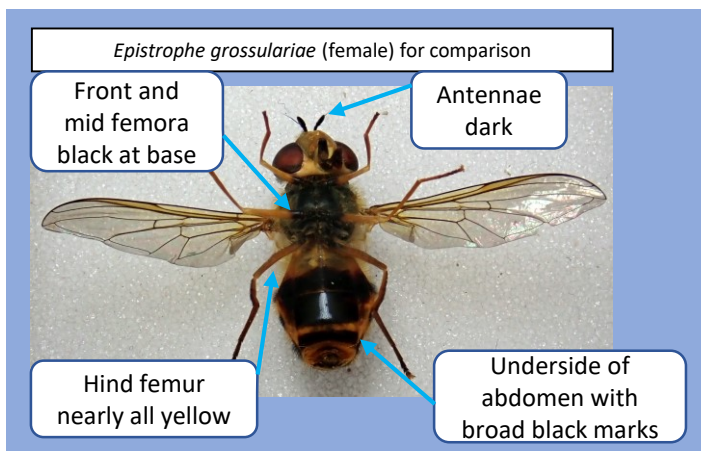 Epistrophe grossulariae (female) for comparison
Front and
mid femora
black at base
Antennae
dark
Hind femur
nearly all yellow
Underside of
abdomen with
broad black marks